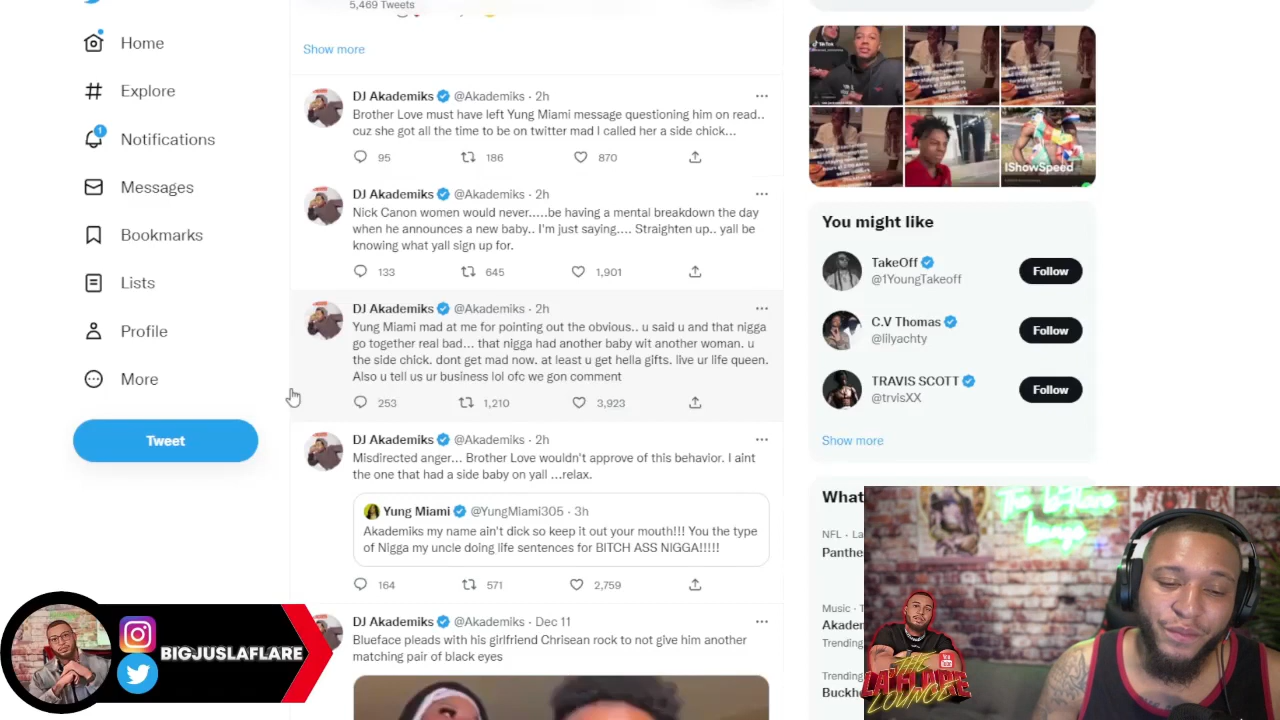 5,469 Tweets
Show more
Home
Explore
1
Notifications
Messages
Bookmarks
Lists
Profile
More
Tweet
DJ Akademiks @Akademiks · 2h
Brother Love must have left Yung Miami message questioning him on read..
cuz she got all the time to be on twitter mad I called her a side chick...
95 186 870
DJ Akademiks @Akademiks · 2h
Nick Canon women would never.....be having a mental breakdown the day
when he announces a new baby.. I'm just saying.... Straighten up.. yall be
knowing what yall sign up for.
133 645 1,901
DJ Akademiks @Akademiks · 2h
Yung Miami mad at me for pointing out the obvious.. u said u and that nigga
go together real bad... that nigga had another baby wit another woman. u
the side chick. dont get mad now. at least u get hella gifts. live ur life queen.
Also u tell us ur business lol ofc we gon comment
253 1,210 3,923
DJ Akademiks @Akademiks · 2h
Misdirected anger... Brother Love wouldn't approve of this behavior. I aint
the one that had a side baby on yall ...relax.
Yung Miami @YungMiami305 · 3h
Akademiks my name ain't dick so keep it out your mouth!!! You the type
of Nigga my uncle doing life sentences for BITCH ASS NIGGA!!!!!
164 571 2,759
DJ Akademiks @Akademiks · Dec 11
Blueface pleads with his girlfriend Chrisean rock to not give him another
matching pair of black eyes
IShowSpeed
You might like
TakeOff
@1YoungTakeoff
Follow
C.V Thomas
@lilyachty
Follow
TRAVIS SCOTT
@trvisXX
Follow
Show more
What
NFL · La
Panthe
Music · T
Akaden
Trending
Trending
Buckh
BIGJUSLAFLARE
THE
LA'FLARE
LOUNGE